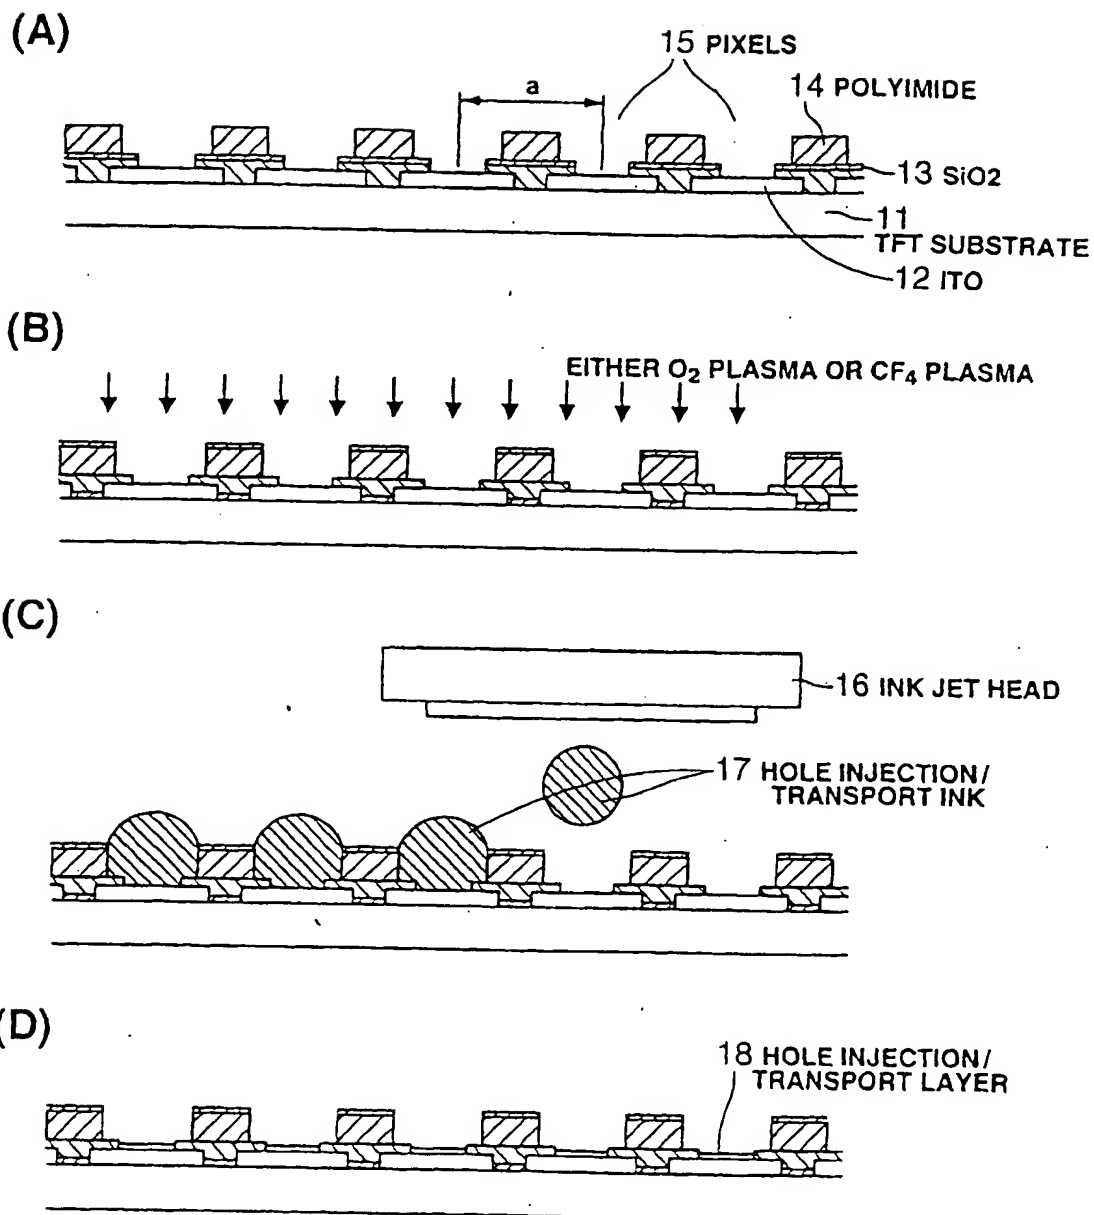 (A)
15 PIXELS
a
14 POLYIMIDE
13 SiO2
11
TFT SUBSTRATE
12 ITO
(B)
EITHER O2 PLASMA OR CF4 PLASMA
(C)
16 INK JET HEAD
17 HOLE INJECTION/
TRANSPORT INK
(D)
18 HOLE INJECTION/
TRANSPORT LAYER